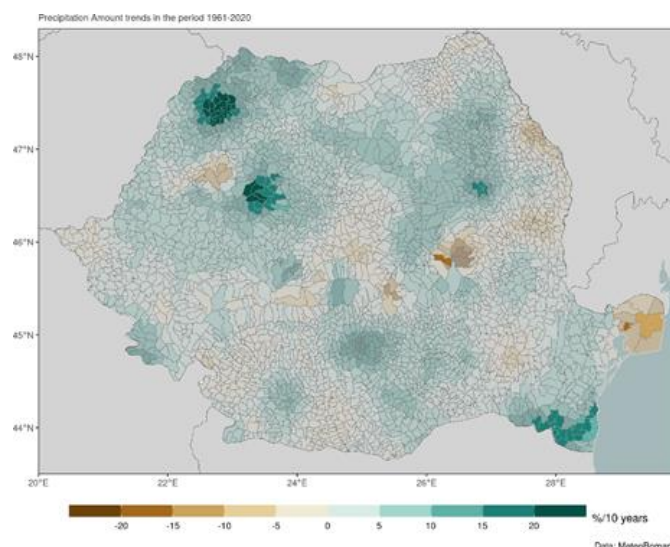 Precipitation Amount trends in the period 1961-2020
48°N
47°N
46°N
45°N
44°N
20°E 22°E 24°E 26°E 28°E
-20 -15 -10 -5 0 5 10 15 20 %/10 years
Data: